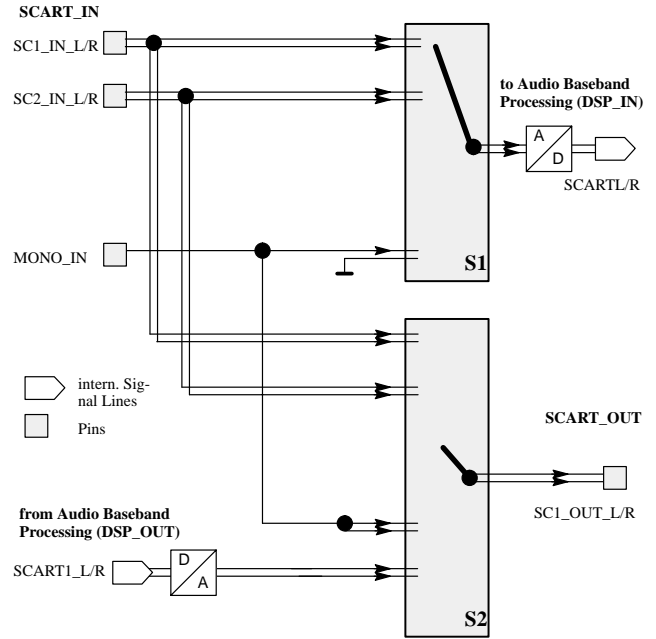 SCART_IN
SC1_IN_L/R
SC2_IN_L/R
to Audio Baseband
Processing (DSP_IN)
A
D
SCARTL/R
MONO_IN
S1
intern. Sig-
nal Lines
Pins
SCART_OUT
SC1_OUT_L/R
from Audio Baseband
Processing (DSP_OUT)
SCART1_L/R
D
A
S2